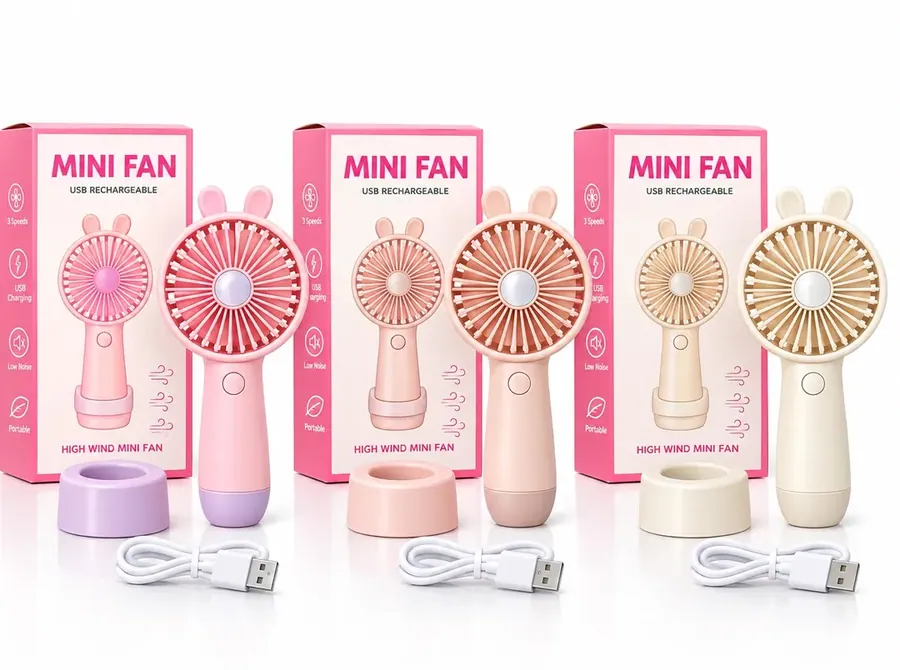 MINI FAN
USB RECHARGEABLE
3 Speeds
USB
Charging
Low Noise
Portable
HIGH WIND MINI FAN
MINI FAN
USB RECHARGEABLE
3 Speeds
USB
Charging
Low Noise
Portable
HIGH WIND MINI FAN
MINI FAN
USB RECHARGEABLE
3 Speeds
USB
Charging
Low Noise
Portable
HIGH WIND MINI FAN